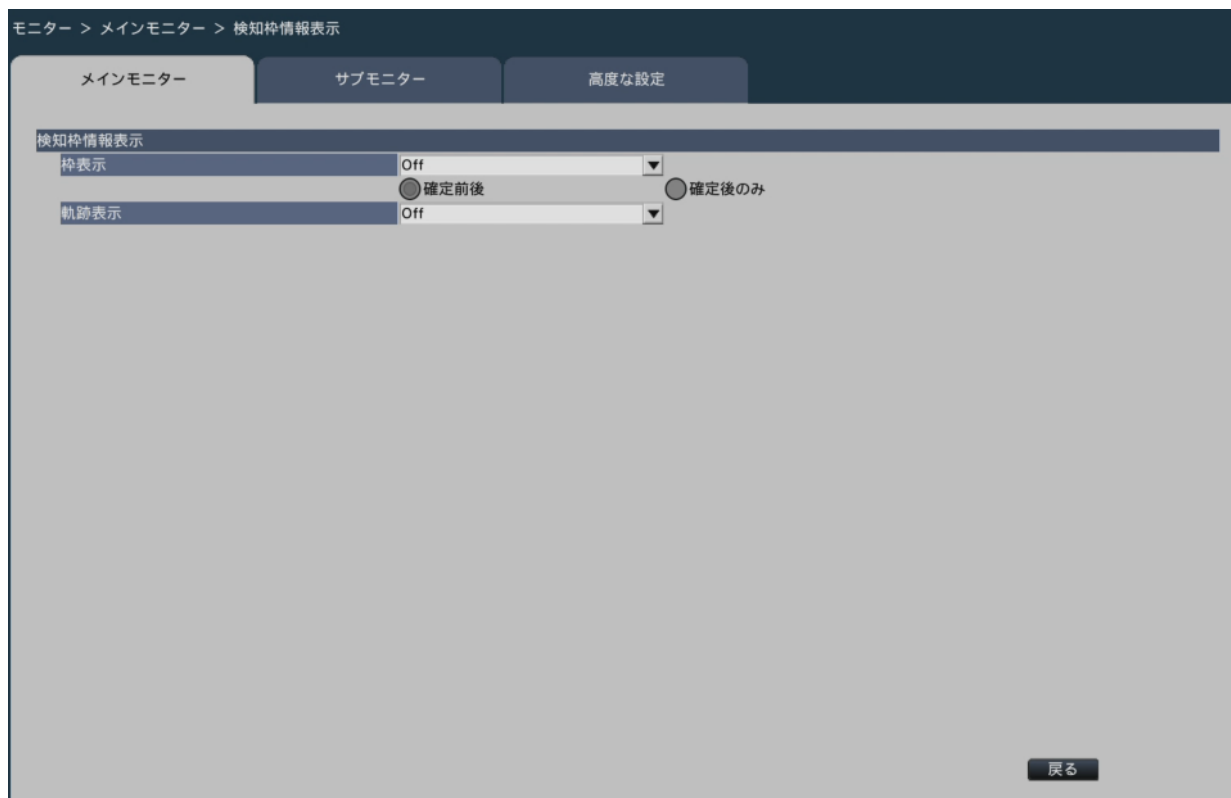 モニター > メインモニター > 検知枠情報表示
メインモニター サブモニター 高度な設定
検知枠情報表示
枠表示 Off
確定前後 確定後のみ
軌跡表示 Off
戻る